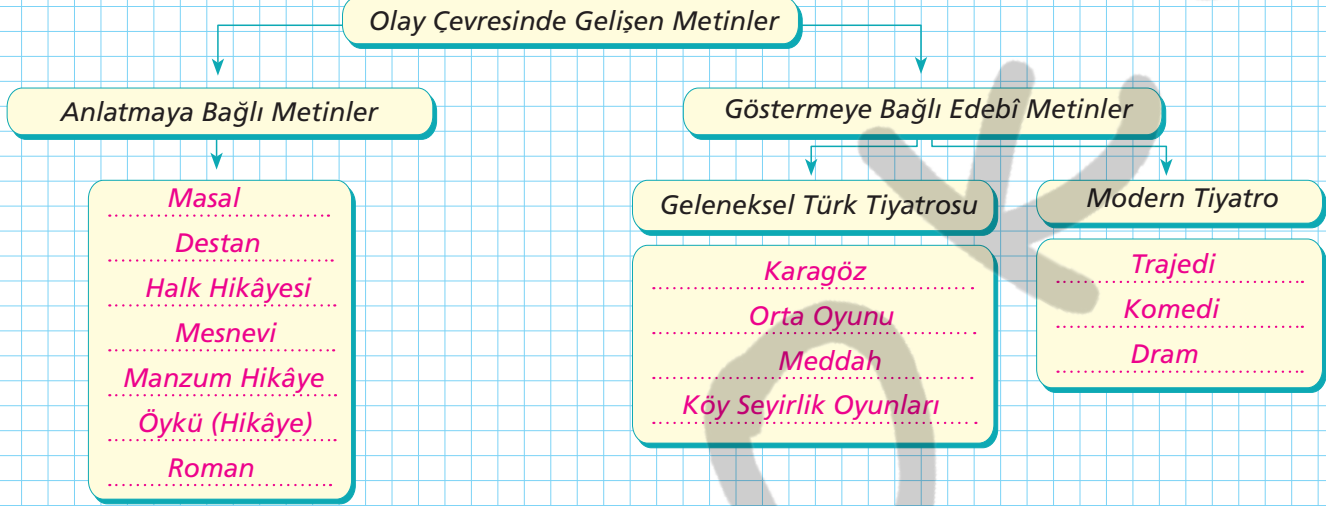 Olay Çevresinde Gelişen Metinler
Anlatmaya Bağlı Metinler
Masal
Destan
Halk Hikâyesi
Mesnevi
Manzum Hikâye
Öykü (Hikâye)
Roman
Göstermeye Bağlı Edebî Metinler
Geleneksel Türk Tiyatrosu
Karagöz
Orta Oyunu
Meddah
Köy Seyirlik Oyunları
Modern Tiyatro
Trajedi
Komedi
Dram